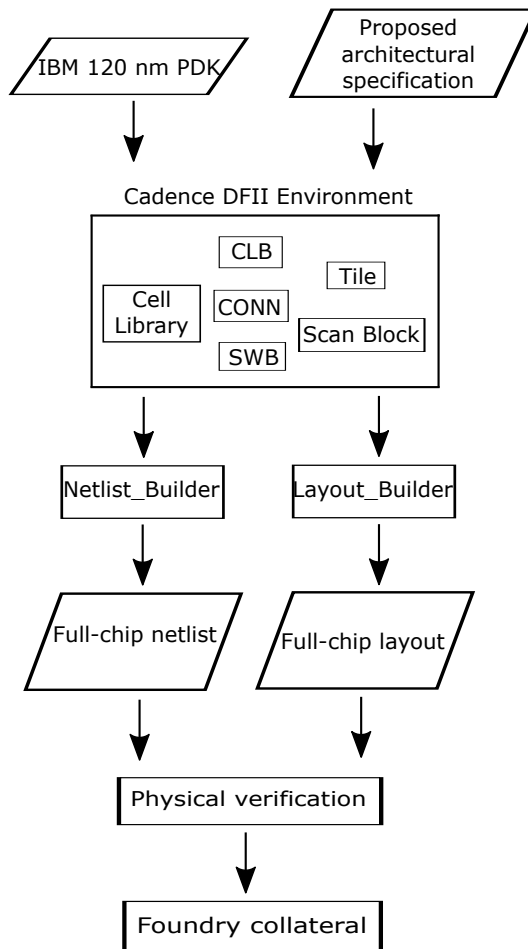 IBM 120 nm PDK
Proposed
architectural
specification
Cadence DFII Environment
CLB
Tile
Cell
Library
CONN
Scan Block
SWB
Netlist_Builder
Layout_Builder
Full-chip netlist
Full-chip layout
Physical verification
Foundry collateral